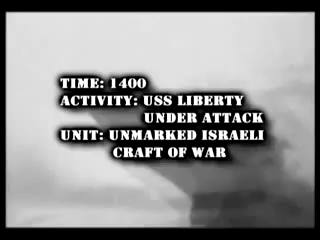 TIME: 1400
ACTIVITY: USS LIBERTY
UNDER ATTACK
UNIT: UNMARKED ISRAELI
CRAFT OF WAR